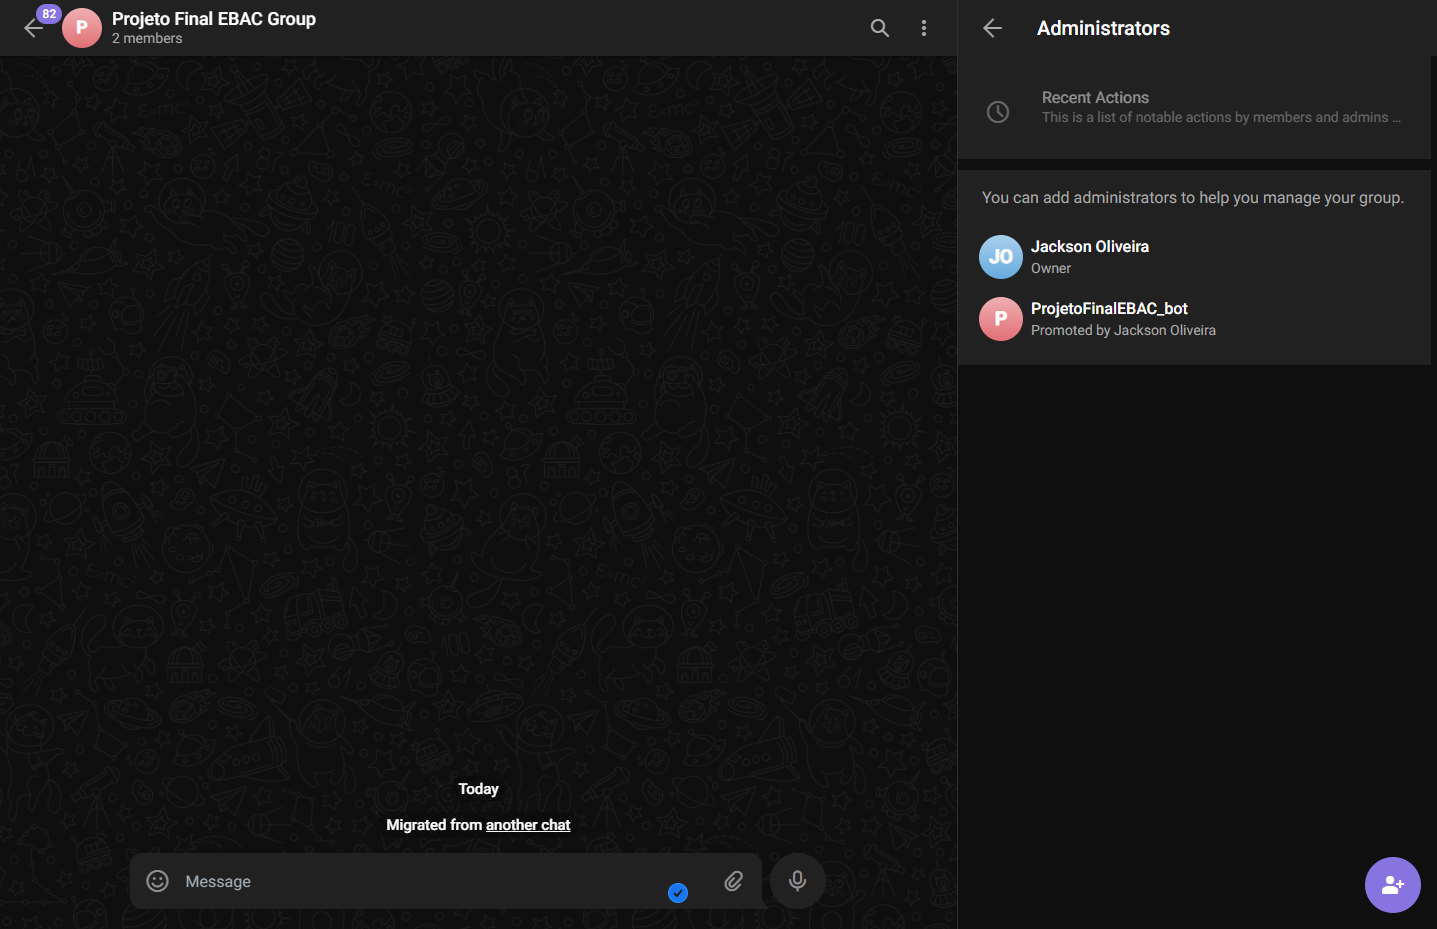 82
P
Projeto Final EBAC Group
2 members
Today
Migrated from another chat
Message
Administrators
Recent Actions
This is a list of notable actions by members and admins ...
You can add administrators to help you manage your group.
JO
Jackson Oliveira
Owner
P
ProjetoFinalEBAC_bot
Promoted by Jackson Oliveira